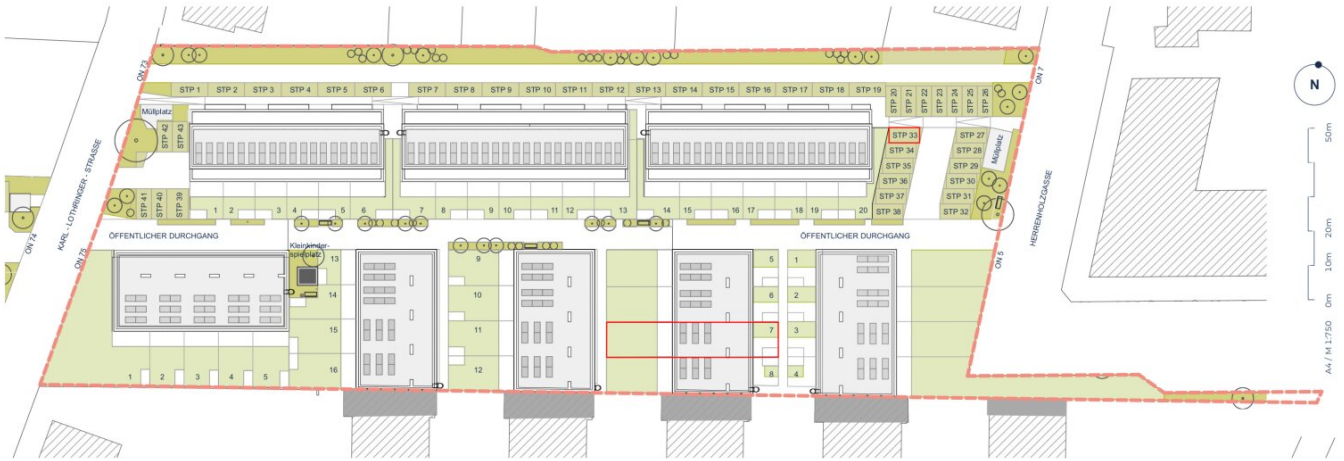 ON 73
ON 7
STP 1 STP 2 STP 3 STP 4 STP 5 STP 6 STP 7 STP 8 STP 9 STP 10 STP 11 STP 12 STP 13 STP 14 STP 15 STP 16 STP 17 STP 18 STP 19 STP 20 STP 21 STP 22 STP 23 STP 24 STP 25 STP 26
N
Müllplatz
STP 42 STP 43
STP 33 STP 27
STP 34 STP 28
STP 35 STP 29
STP 36 STP 30
STP 37 STP 31
STP 38 STP 32
Müllplatz
KARL - LOTHRINGER - STRASSE
HERRENHOLZGASSE
STP 41 STP 40 STP 39
1 2 3 4 5 6 7 8 9 10 11 12 13 14 15 16 17 18 19 20
ON 74
ON 75
ÖFFENTLICHER DURCHGANG
ÖFFENTLICHER DURCHGANG
ON 5
Kleinkinder-
spielplatz
13 9 5 1
14 10 6 2
15 11 7 3
16 12 8 4
1 2 3 4 5
50m
20m
10m
0m
A4 / M 1:750